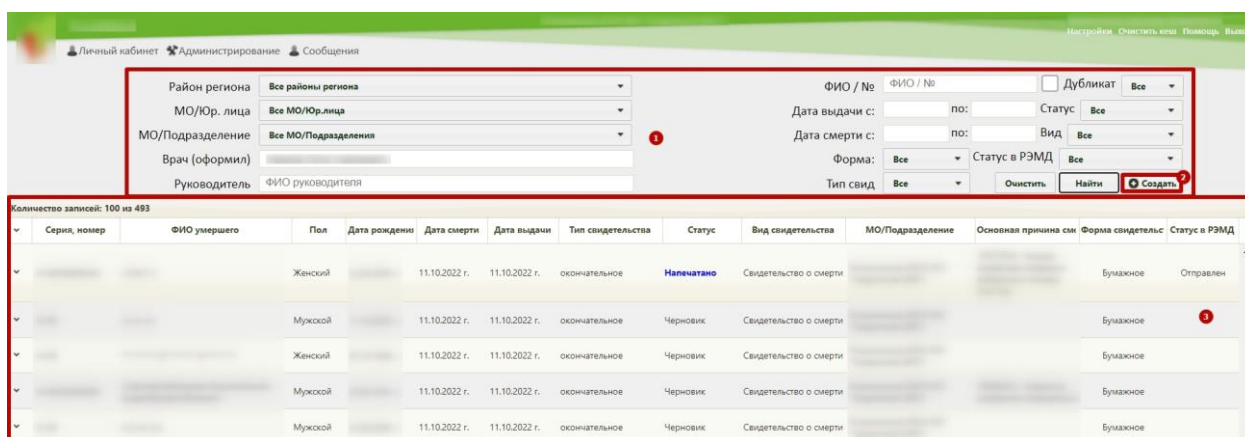 Настройки Очистить кеш Помощь
Личный кабинет Администрирование Сообщения
Район региона Все районы региона ФИО / № ФИО / № Дубликат Все
МО/Юр. лица Все МО/Юр.лица Дата выдачи с: по: Статус Все
МО/Подразделение Все МО/Подразделения 1 Дата смерти с: по: Вид Все
Врач (оформил) Форма: Все Статус в РЭМД Все
Руководитель ФИО руководителя Тип свид Все Очистить Найти Создать 2
Количество записей: 100 из 493
Серия, номер ФИО умершего Пол Дата рождения Дата смерти Дата выдачи Тип свидетельства Статус Вид свидетельства МО/Подразделение Основная причина сме Форма свидетельс Статус в РЭМД
Женский 11.10.2022 г. 11.10.2022 г. окончательное Напечатано Свидетельство о смерти Бумажное Отправлен
Мужской 11.10.2022 г. 11.10.2022 г. окончательное Черновик Свидетельство о смерти Бумажное 3
Женский 11.10.2022 г. 11.10.2022 г. окончательное Черновик Свидетельство о смерти Бумажное
Мужской 11.10.2022 г. 11.10.2022 г. окончательное Черновик Свидетельство о смерти Бумажное
Мужской 11.10.2022 г. 11.10.2022 г. окончательное Черновик Свидетельство о смерти Бумажное